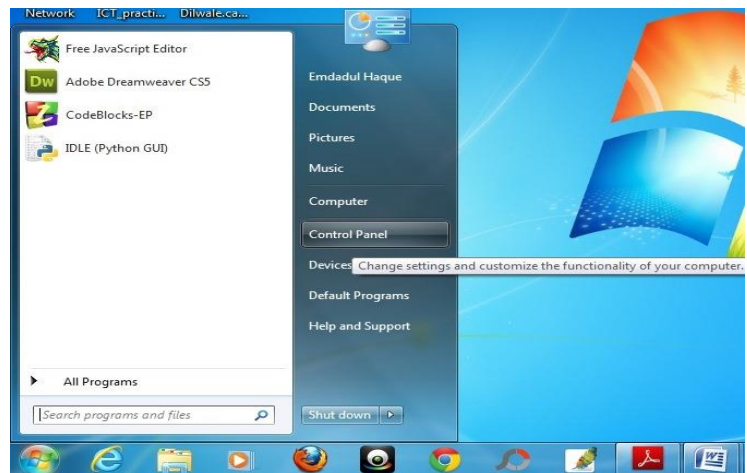 Network ICT_practi... Dilwale.ca...
Free JavaScript Editor
Dw Adobe Dreamweaver CS5
CodeBlocks-EP
IDLE (Python GUI)
All Programs
Search programs and files
Emdadul Haque
Documents
Pictures
Music
Computer
Control Panel
Devices
Change settings and customize the functionality of your computer.
Default Programs
Help and Support
Shut down
W